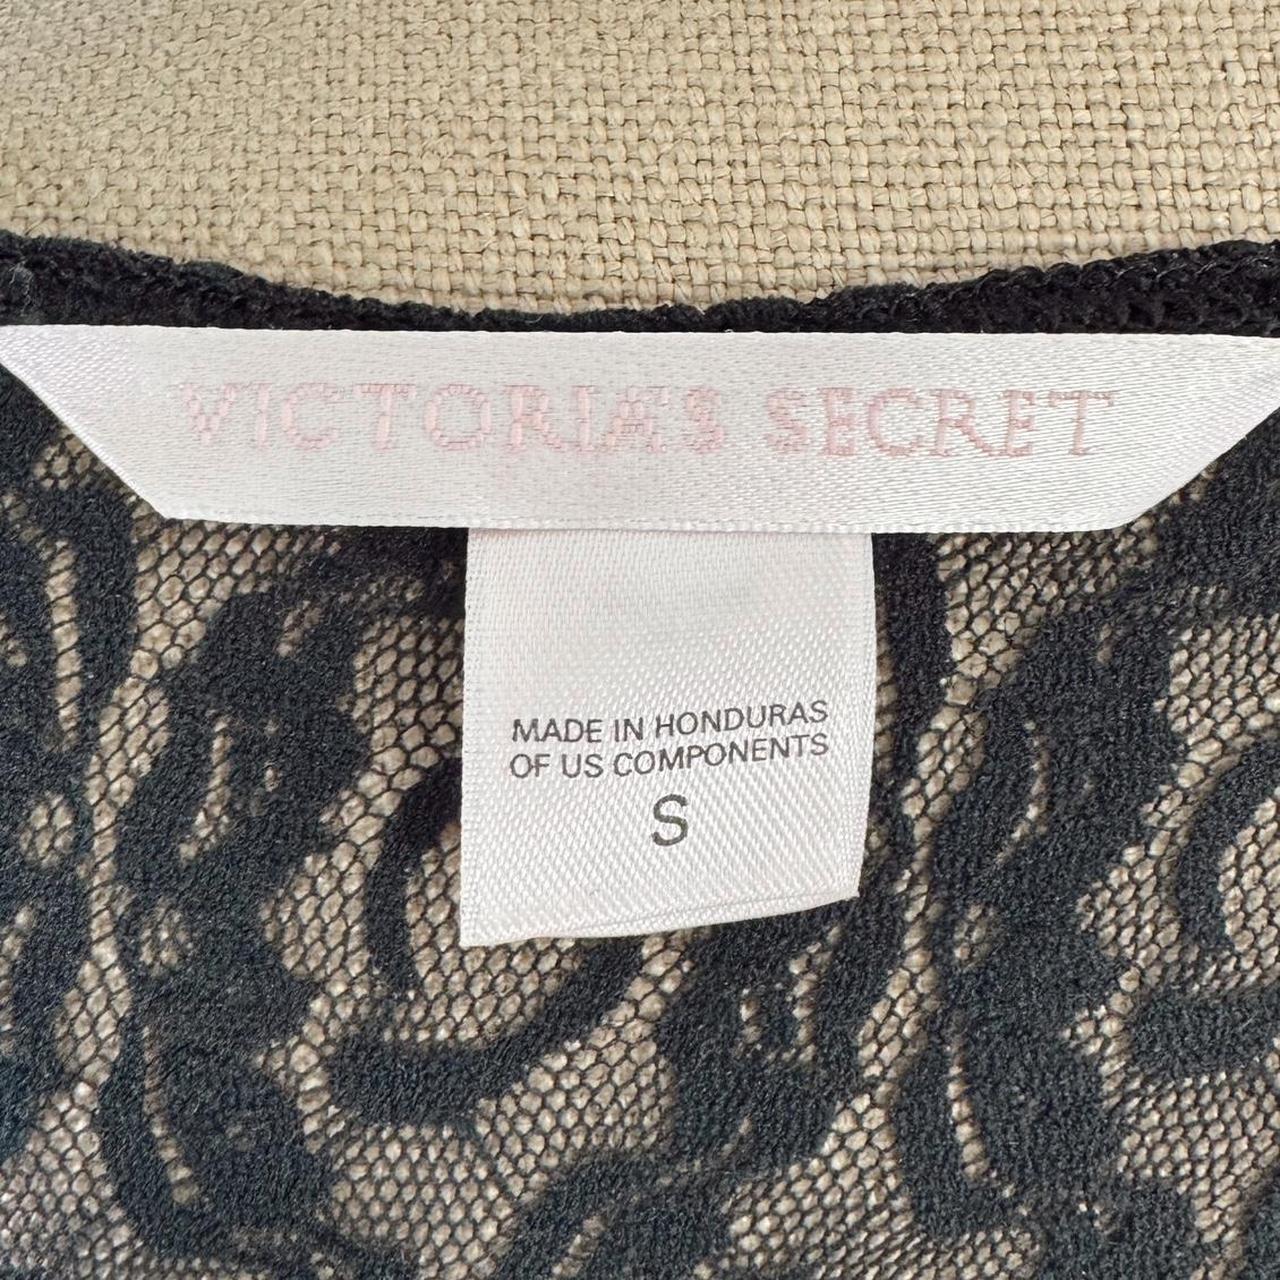 VICTORIA'S SECRET
MADE IN HONDURAS
OF US COMPONENTS
S